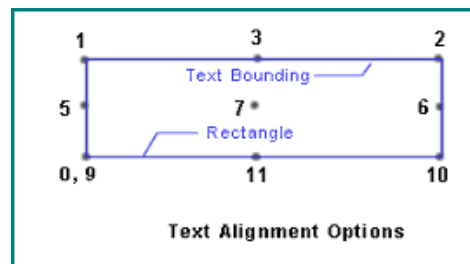 1 3 2
Text Bounding
5 7 6
Rectangle
0, 9 11 10
Text Alignment Options